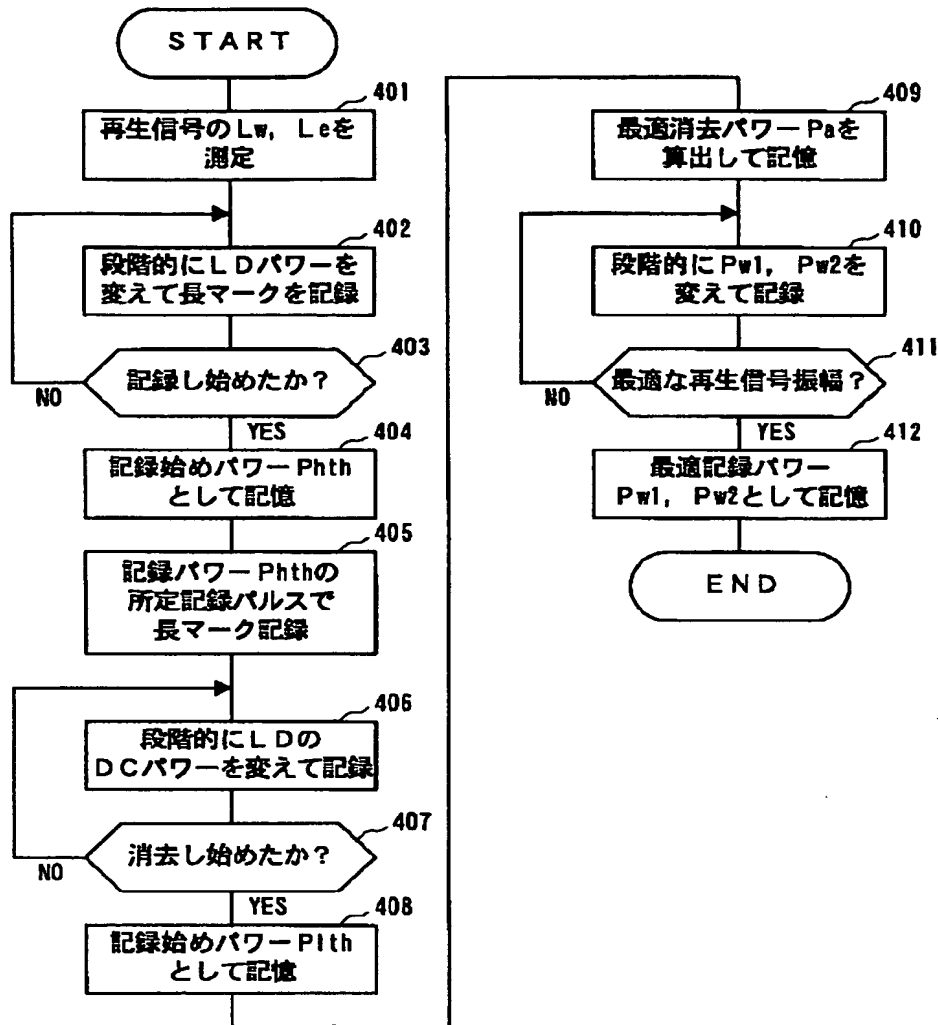 START
401
再生信号のLw, Leを
測定
402
段階的にLDパワーを
変えて長マークを記録
403
記録し始めたか？
NO
YES
404
記録始めパワーPhth
として記憶
405
記録パワーPhthの
所定記録パルスで
長マーク記録
406
段階的にLDの
DCパワーを変えて記録
407
消去し始めたか？
NO
YES
408
記録始めパワーPlth
として記憶
409
最適消去パワーPaを
算出して記憶
410
段階的にPw1, Pw2を
変えて記録
411
最適な再生信号振幅？
NO
YES
412
最適記録パワー
Pw1, Pw2として記憶
END